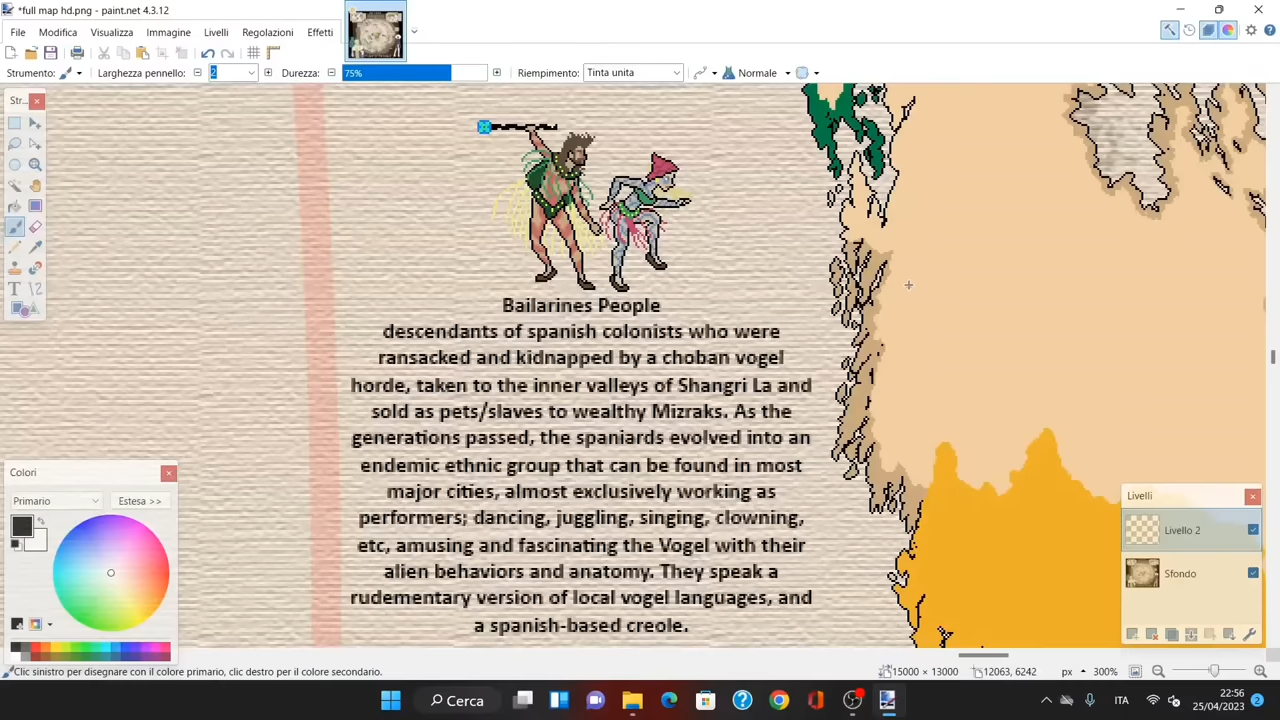 *full map hd.png - paint.net 4.3.12
File Modifica Visualizza Immagine Livelli Regolazioni Effetti
Strumento: Larghezza pennello: 2 Durezza: 75% Riempimento: Tinta unita Normale
Str...
Bailarines People
descendants of spanish colonists who were
ransacked and kidnapped by a choban vogel
horde, taken to the inner valleys of Shangri La and
sold as pets/slaves to wealthy Mizraks. As the
generations passed, the spaniards evolved into an
endemic ethnic group that can be found in most
major cities, almost exclusively working as
performers; dancing, juggling, singing, clowning,
etc, amusing and fascinating the Vogel with their
alien behaviors and anatomy. They speak a
rudementary version of local vogel languages, and
a spanish-based creole.
Colori
Primario Estesa >>
Livelli
Livello 2
Sfondo
Clic sinistro per disegnare con il colore primario, clic destro per il colore secondario. 15000 × 13000 12063, 6242 px 300%
Cerca ITA 22:56
25/04/2023